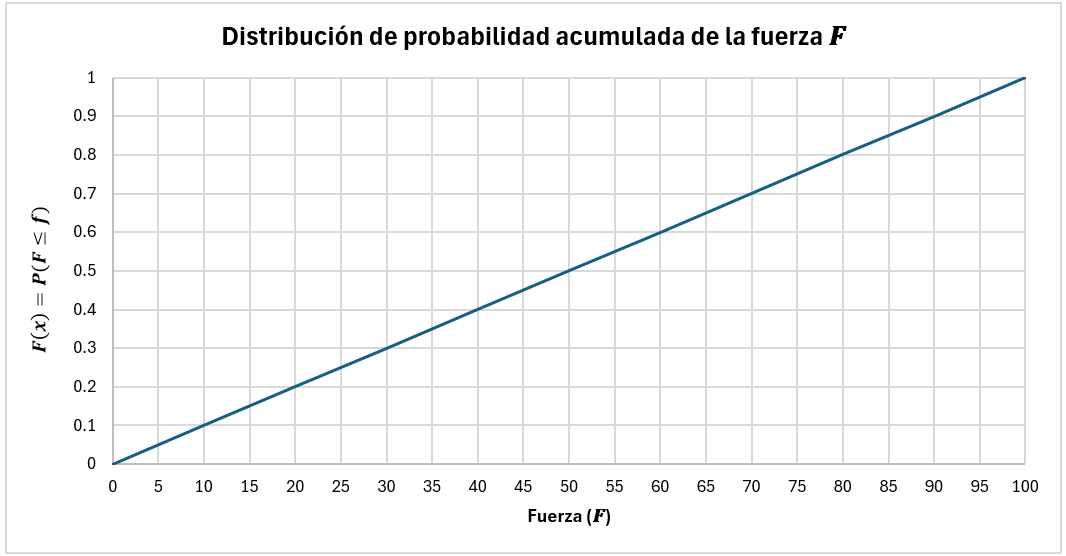 Distribución de probabilidad acumulada de la fuerza F
1
0.9
0.8
0.7
0.6
0.5
0.4
0.3
0.2
0.1
0
F(x) = P(F ≤ f)
0 5 10 15 20 25 30 35 40 45 50 55 60 65 70 75 80 85 90 95 100
Fuerza (F)